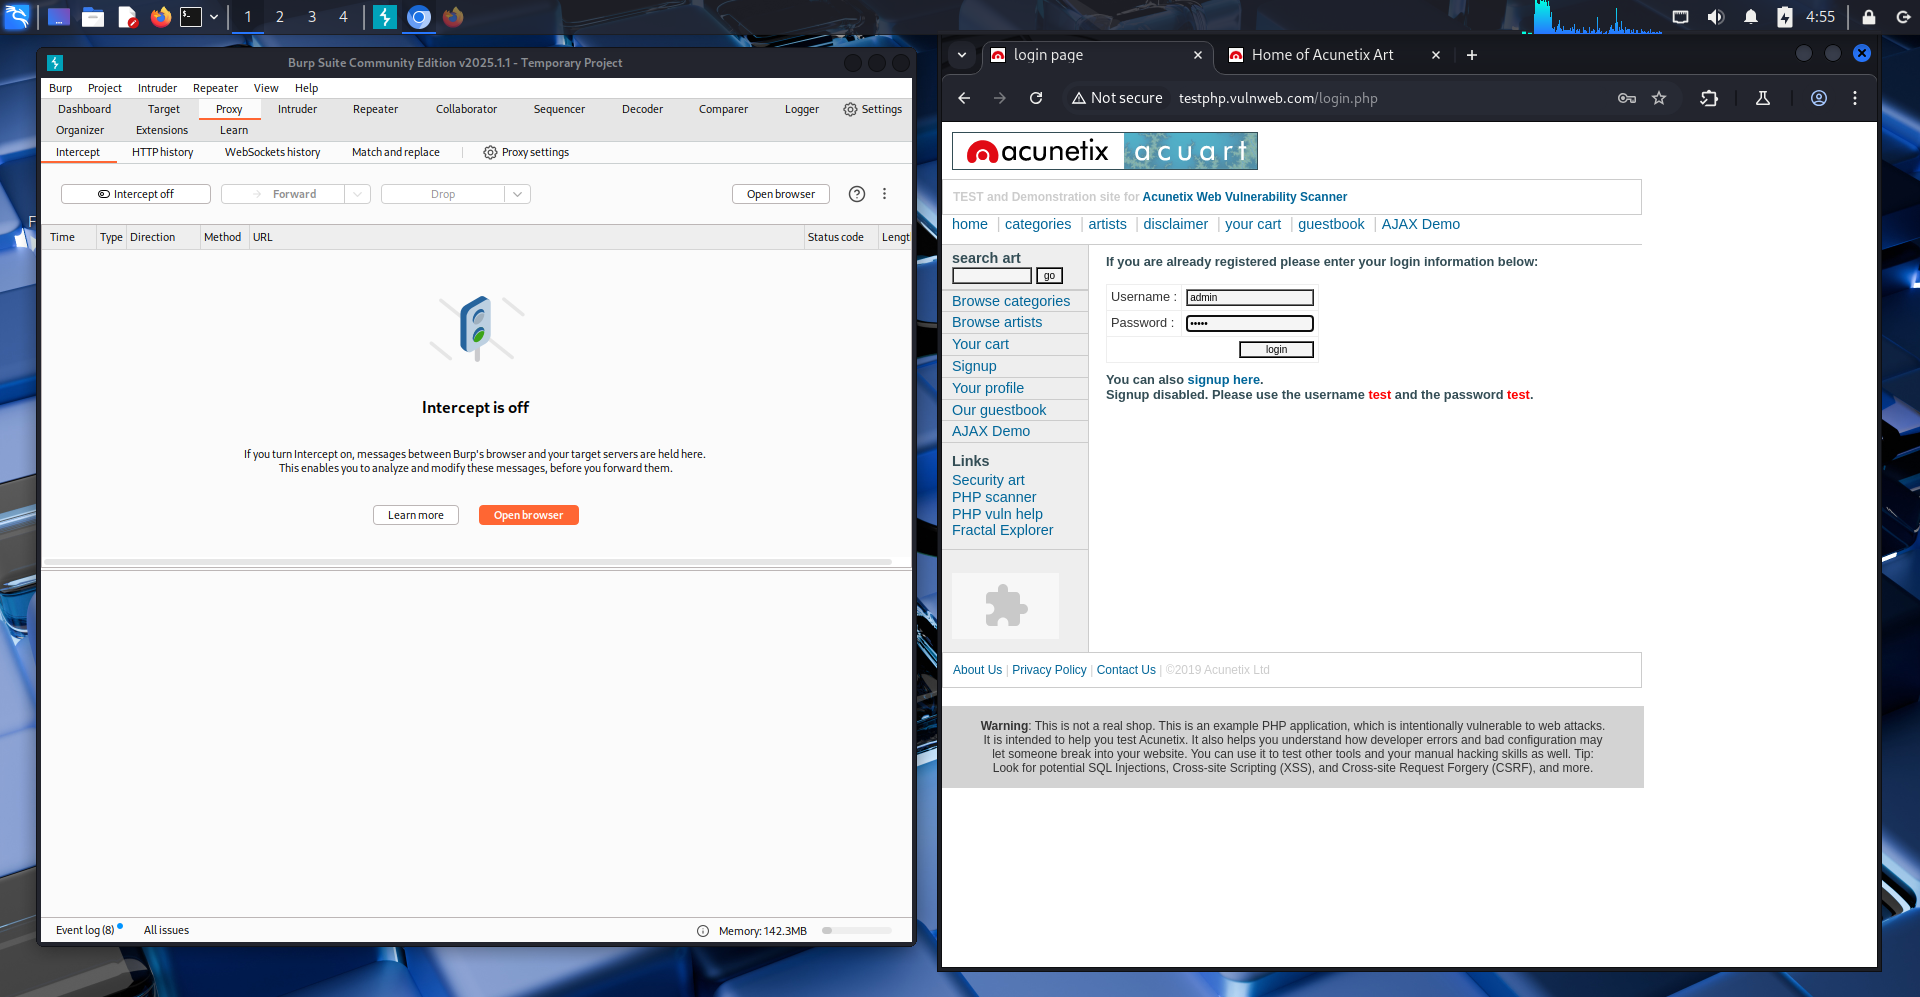 1 2 3 4 4:55
Burp Suite Community Edition v2025.1.1 - Temporary Project
Burp Project Intruder Repeater View Help
Dashboard Target Proxy Intruder Repeater Collaborator Sequencer Decoder Comparer Logger Settings
Organizer Extensions Learn
Intercept HTTP history WebSockets history Match and replace Proxy settings
Intercept off Forward Drop Open browser
Time Type Direction Method URL Status code Lengt
Intercept is off
If you turn Intercept on, messages between Burp's browser and your target servers are held here.
This enables you to analyze and modify these messages, before you forward them.
Learn more Open browser
Event log (8) All issues Memory: 142.3MB
F
login page Home of Acunetix Art
Not secure testphp.vulnweb.com/login.php
acunetix acuart
TEST and Demonstration site for Acunetix Web Vulnerability Scanner
home | categories | artists | disclaimer | your cart | guestbook | AJAX Demo
search art
go
Browse categories
Browse artists
Your cart
Signup
Your profile
Our guestbook
AJAX Demo
Links
Security art
PHP scanner
PHP vuln help
Fractal Explorer
If you are already registered please enter your login information below:
Username : admin
Password : •••••
login
You can also signup here.
Signup disabled. Please use the username test and the password test.
About Us | Privacy Policy | Contact Us | ©2019 Acunetix Ltd
Warning: This is not a real shop. This is an example PHP application, which is intentionally vulnerable to web attacks.
It is intended to help you test Acunetix. It also helps you understand how developer errors and bad configuration may
let someone break into your website. You can use it to test other tools and your manual hacking skills as well. Tip:
Look for potential SQL Injections, Cross-site Scripting (XSS), and Cross-site Request Forgery (CSRF), and more.